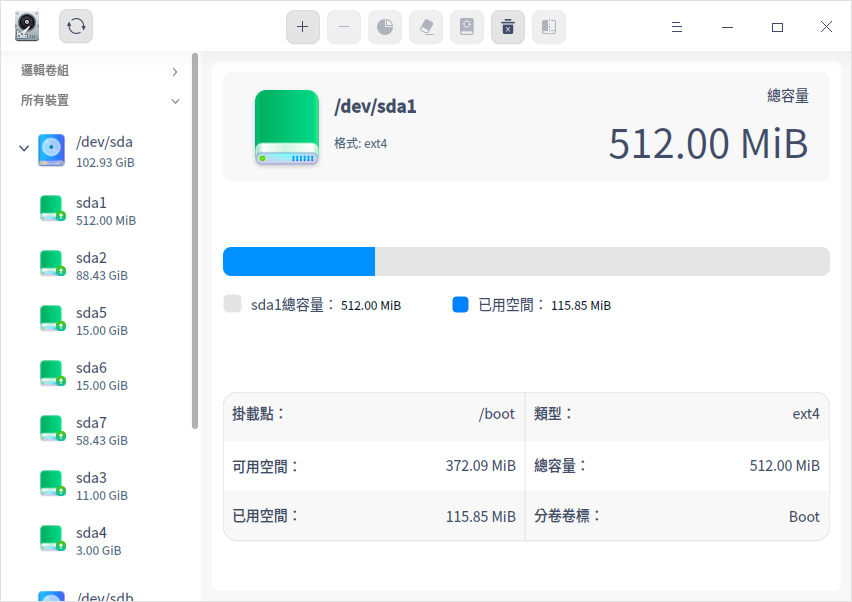 邏輯卷組
所有裝置
/dev/sda
102.93 GiB
sda1
512.00 MiB
sda2
88.43 GiB
sda5
15.00 GiB
sda6
15.00 GiB
sda7
58.43 GiB
sda3
11.00 GiB
sda4
3.00 GiB
/dev/sdb
/dev/sda1
格式: ext4
總容量
512.00 MiB
sda1總容量： 512.00 MiB 已用空間： 115.85 MiB
掛載點： /boot 類型： ext4
可用空間： 372.09 MiB 總容量： 512.00 MiB
已用空間： 115.85 MiB 分卷卷標： Boot